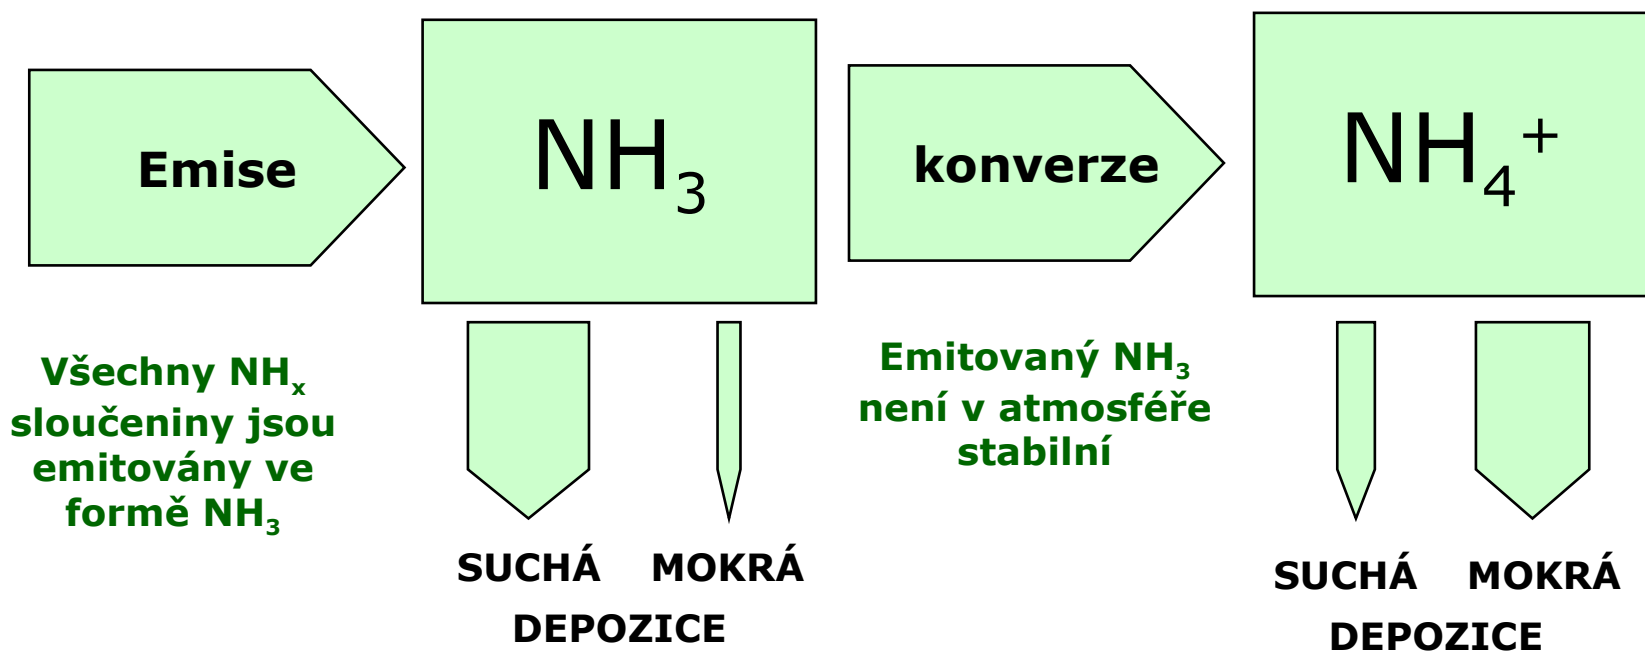 Emise
NH₃
konverze
NH₄⁺
Všechny NHₓ
sloučeniny jsou
emitovány ve
formě NH₃
Emitovaný NH₃
není v atmosféře
stabilní
SUCHÁ MOKRÁ
DEPOZICE
SUCHÁ MOKRÁ
DEPOZICE